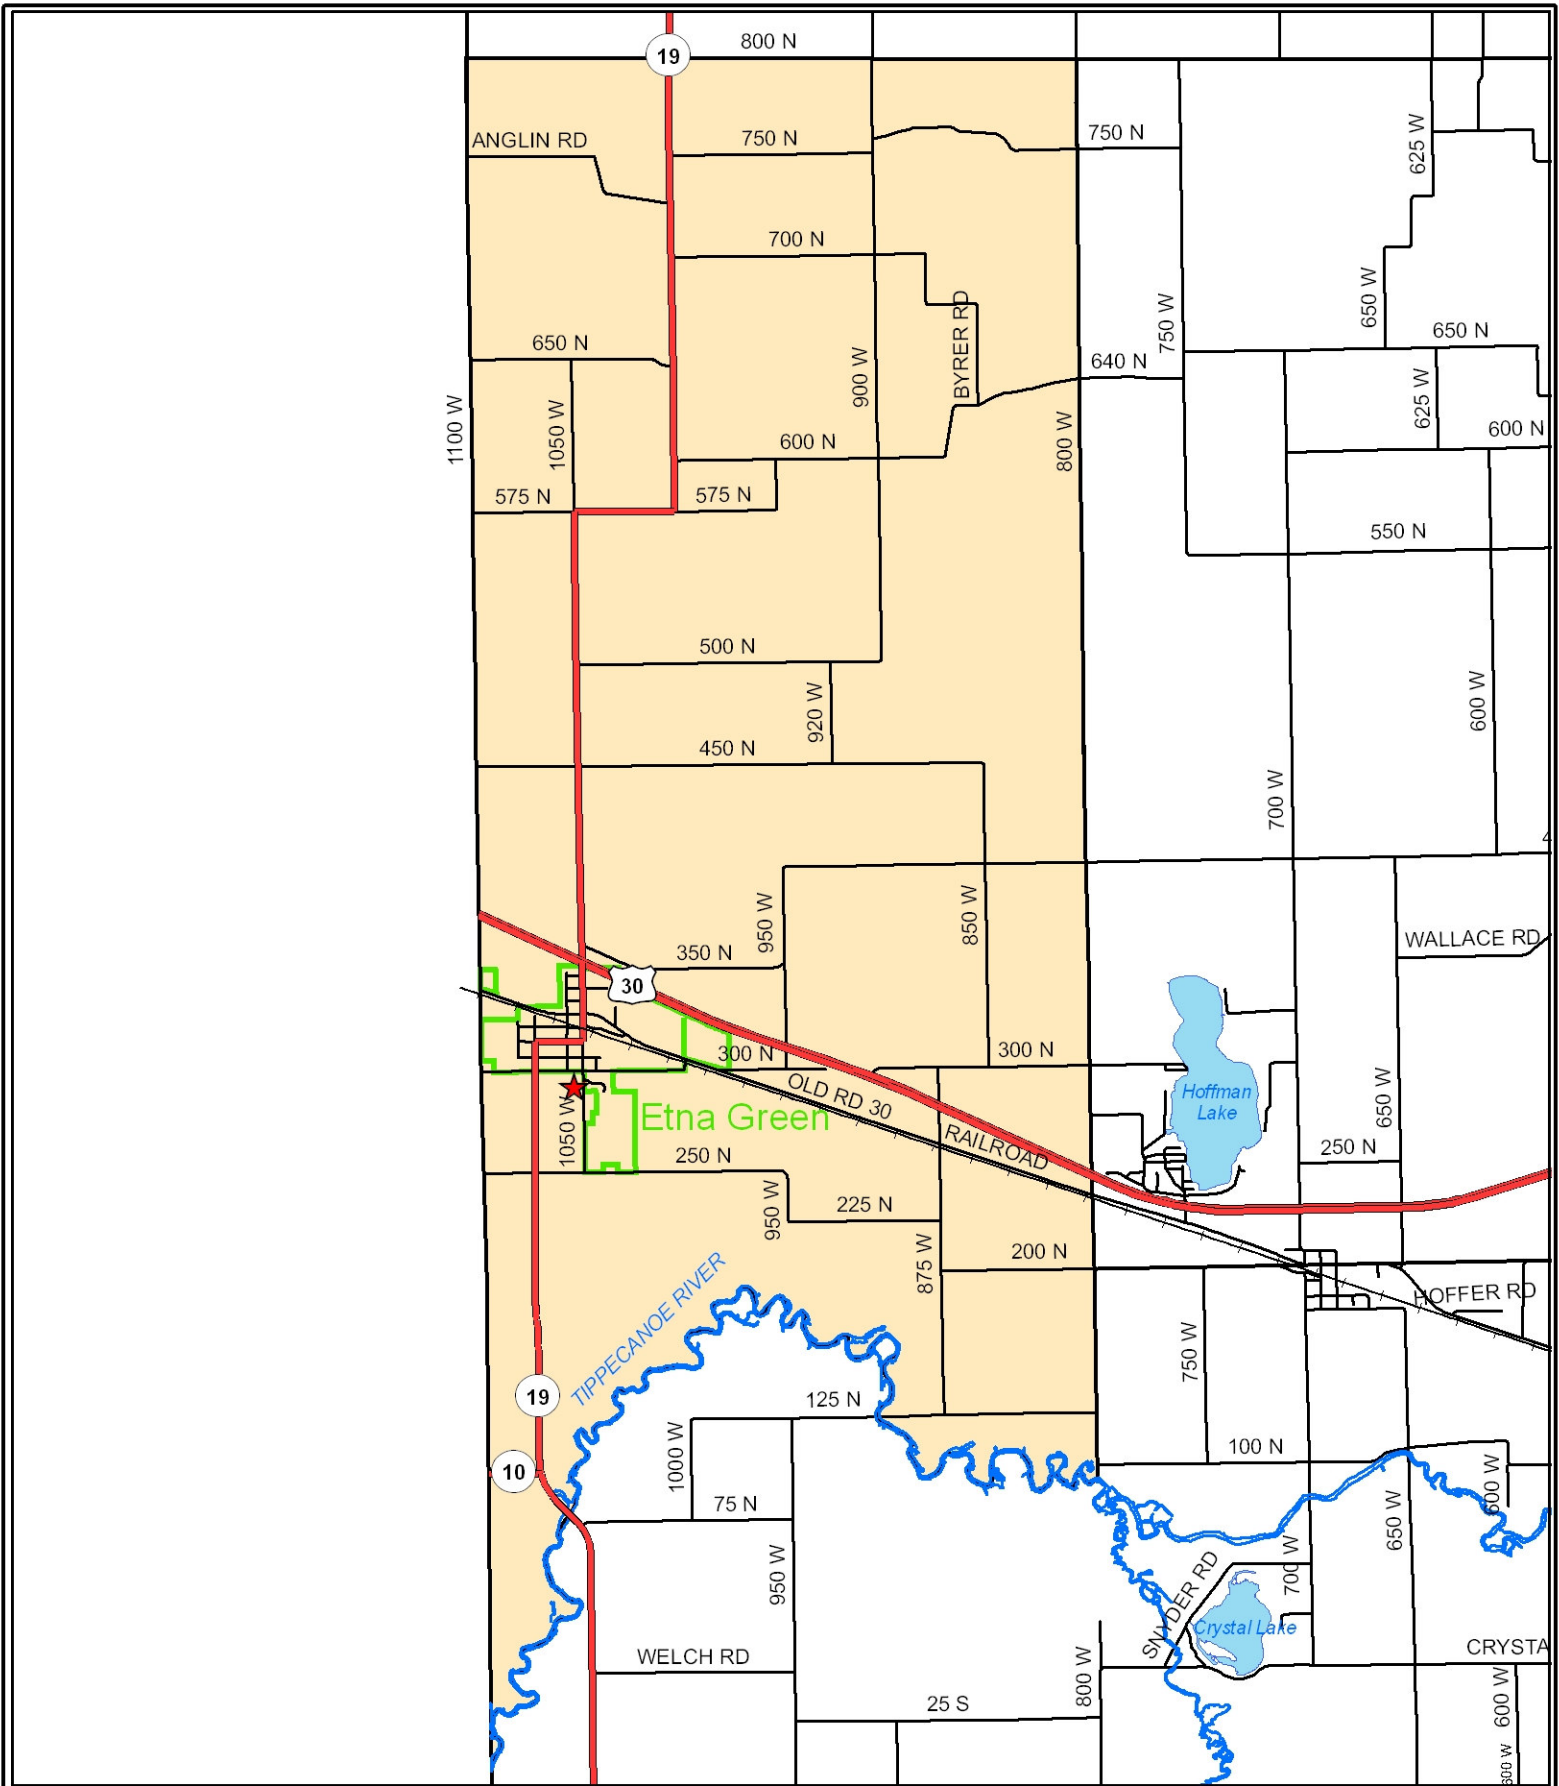 800 N
19
ANGLIN RD
750 N
750 N
625 W
700 N
650 N
BYRER RD
900 W
750 W
650 W
650 N
640 N
1100 W
1050 W
600 N
800 W
625 W
600 N
575 N
575 N
550 N
500 N
920 W
600 W
450 N
700 W
4
950 W
850 W
350 N
WALLACE RD
30
300 N
300 N
OLD RD 30
Hoffman
Lake
650 W
Etna Green
1050 W
RAILROAD
250 N
250 N
950 W
225 N
875 W
200 N
TIPPECANOE RIVER
HOFFER RD
750 W
19
125 N
1000 W
100 N
10
600 W
75 N
650 W
950 W
700 W
SNYDER RD
Crystal Lake
WELCH RD
800 W
CRYSTA
25 S
600 W
600 W